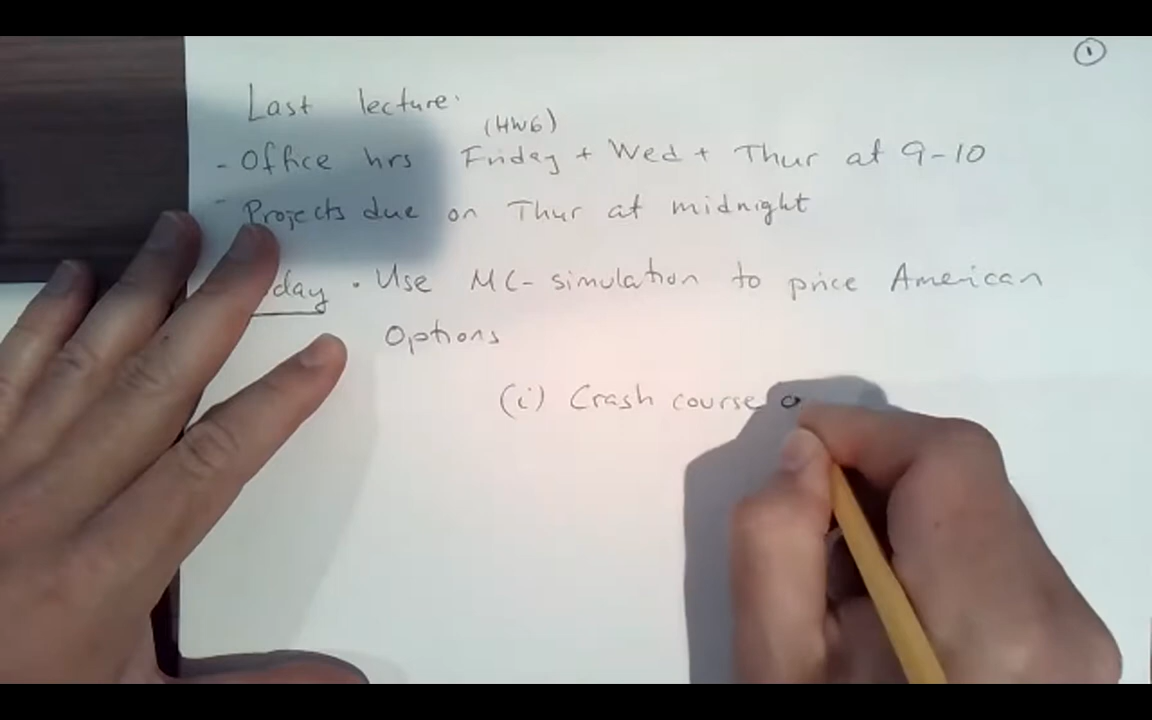 ①
Last lecture:
(HW6)
- Office hrs Friday + Wed + Thur at 9-10
- Projects due on Thur at midnight
day • Use MC-simulation to price American
Options
(i) Crash course o